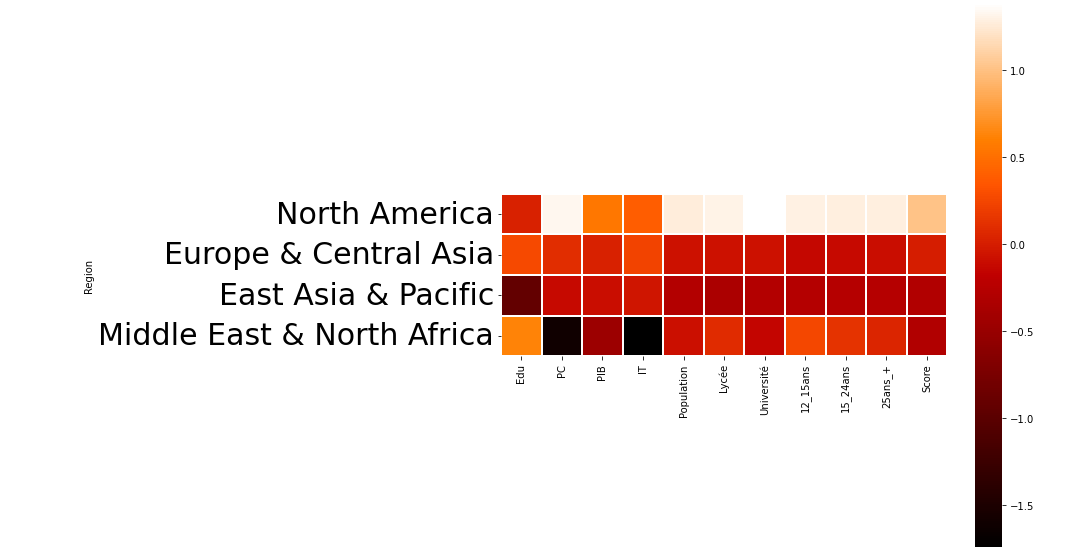 North America
Europe & Central Asia
East Asia & Pacific
Middle East & North Africa
Region
Edu
PC
PIB
IT
Population
Lycée
Université
12_15ans
15_24ans
25ans_+
Score
1.0
0.5
0.0
−0.5
−1.0
−1.5